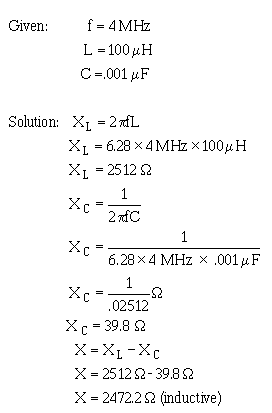 Given: f = 4 MHz
L = 100 μH
C = .001 μF
Solution: X_L = 2πfL
X_L = 6.28 × 4 MHz × 100 μH
X_L = 2512 Ω
X_C = 1 / 2πfC
X_C = 1 / 6.28 × 4 MHz × .001 μF
X_C = 1 / .02512 Ω
X_C = 39.8 Ω
X = X_L − X_C
X = 2512 Ω - 39.8 Ω
X = 2472.2 Ω (inductive)